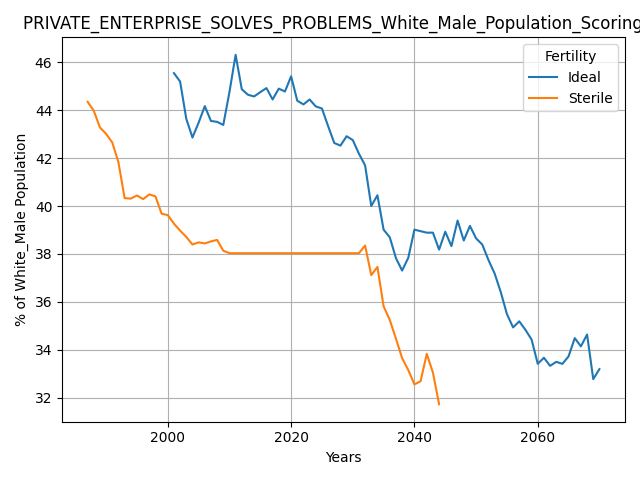 PRIVATE_ENTERPRISE_SOLVES_PROBLEMS_White_Male_Population_Scoring
46
44
42
40
38
36
34
32
% of White_Male Population
Fertility
Ideal
Sterile
2000
2020
2040
2060
Years